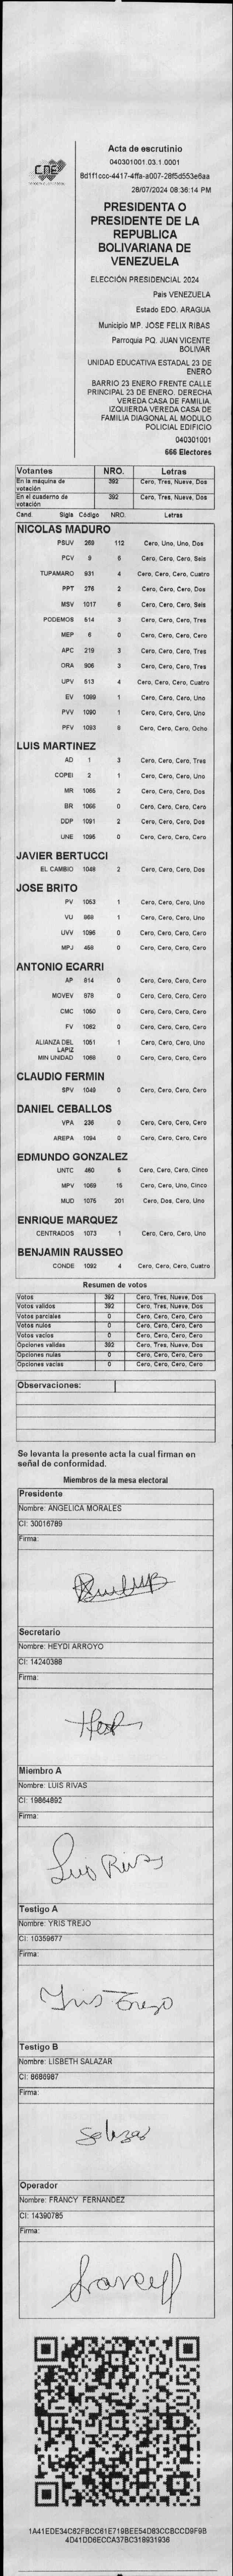 CNE
Acta de escrutinio
040301001.03.1.0001
8d1f1ccc-4417-4ffa-a007-28f5d553e6aa
28/07/2024 08:36:14 PM
PRESIDENTA O
PRESIDENTE DE LA
REPUBLICA
BOLIVARIANA DE
VENEZUELA
ELECCIÓN PRESIDENCIAL 2024
Pais VENEZUELA
Estado EDO. ARAGUA
Municipio MP. JOSE FELIX RIBAS
Parroquia PQ. JUAN VICENTE
BOLIVAR
UNIDAD EDUCATIVA ESTADAL 23 DE
ENERO
BARRIO 23 ENERO FRENTE CALLE
PRINCIPAL 23 DE ENERO. DERECHA
VEREDA CASA DE FAMILIA.
IZQUIERDA VEREDA CASA DE
FAMILIA DIAGONAL AL MODULO
POLICIAL EDIFICIO
040301001
666 Electores
Votantes NRO. Letras
En la máquina de votación 392 Cero, Tres, Nueve, Dos
En el cuaderno de votación 392 Cero, Tres, Nueve, Dos
Cand. Sigla Código NRO. Letras
NICOLAS MADURO
PSUV 269 112 Cero, Uno, Uno, Dos
PCV 9 6 Cero, Cero, Cero, Seis
TUPAMARO 931 4 Cero, Cero, Cero, Cuatro
PPT 276 2 Cero, Cero, Cero, Dos
MSV 1017 6 Cero, Cero, Cero, Seis
PODEMOS 514 3 Cero, Cero, Cero, Tres
MEP 6 0 Cero, Cero, Cero, Cero
APC 219 3 Cero, Cero, Cero, Tres
ORA 906 3 Cero, Cero, Cero, Tres
UPV 513 4 Cero, Cero, Cero, Cuatro
EV 1089 1 Cero, Cero, Cero, Uno
PVV 1090 1 Cero, Cero, Cero, Uno
PFV 1093 8 Cero, Cero, Cero, Ocho
LUIS MARTINEZ
AD 1 3 Cero, Cero, Cero, Tres
COPEI 2 1 Cero, Cero, Cero, Uno
MR 1065 2 Cero, Cero, Cero, Dos
BR 1066 0 Cero, Cero, Cero, Cero
DDP 1091 2 Cero, Cero, Cero, Dos
UNE 1095 0 Cero, Cero, Cero, Cero
JAVIER BERTUCCI
EL CAMBIO 1048 2 Cero, Cero, Cero, Dos
JOSE BRITO
PV 1053 1 Cero, Cero, Cero, Uno
VU 868 1 Cero, Cero, Cero, Uno
UVV 1096 0 Cero, Cero, Cero, Cero
MPJ 458 0 Cero, Cero, Cero, Cero
ANTONIO ECARRI
AP 814 0 Cero, Cero, Cero, Cero
MOVEV 878 0 Cero, Cero, Cero, Cero
CMC 1050 0 Cero, Cero, Cero, Cero
FV 1082 0 Cero, Cero, Cero, Cero
ALIANZA DEL LAPIZ 1051 1 Cero, Cero, Cero, Uno
MIN UNIDAD 1068 0 Cero, Cero, Cero, Cero
CLAUDIO FERMIN
SPV 1049 0 Cero, Cero, Cero, Cero
DANIEL CEBALLOS
VPA 236 0 Cero, Cero, Cero, Cero
AREPA 1094 0 Cero, Cero, Cero, Cero
EDMUNDO GONZALEZ
UNTC 480 5 Cero, Cero, Cero, Cinco
MPV 1069 15 Cero, Cero, Uno, Cinco
MUD 1075 201 Cero, Dos, Cero, Uno
ENRIQUE MARQUEZ
CENTRADOS 1073 1 Cero, Cero, Cero, Uno
BENJAMIN RAUSSEO
CONDE 1092 4 Cero, Cero, Cero, Cuatro
Resumen de votos
Votos 392 Cero, Tres, Nueve, Dos
Votos validos 392 Cero, Tres, Nueve, Dos
Votos parciales 0 Cero, Cero, Cero, Cero
Votos nulos 0 Cero, Cero, Cero, Cero
Votos vacios 0 Cero, Cero, Cero, Cero
Opciones validas 392 Cero, Tres, Nueve, Dos
Opciones nulas 0 Cero, Cero, Cero, Cero
Opciones vacias 0 Cero, Cero, Cero, Cero
Observaciones:
Se levanta la presente acta la cual firman en
señal de conformidad.
Miembros de la mesa electoral
Presidente
Nombre: ANGELICA MORALES
CI: 30016789
Firma:
Secretario
Nombre: HEYDI ARROYO
CI: 14240388
Firma:
Miembro A
Nombre: LUIS RIVAS
CI: 19864892
Firma:
Luis Rivas
Testigo A
Nombre: YRIS TREJO
CI: 10359677
Firma:
Yris Trejo
Testigo B
Nombre: LISBETH SALAZAR
CI: 8680987
Firma:
Salazar
Operador
Nombre: FRANCY FERNANDEZ
CI: 14390785
Firma:
1A41EDE34C62FBCC61E719BEE54D83CCBCCD9F9B
4D41DD6ECCA37BC318931936